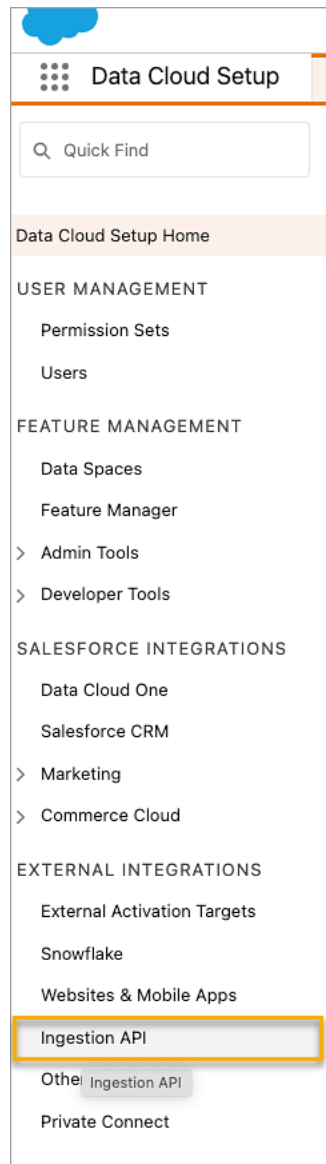 Data Cloud Setup
Quick Find
Data Cloud Setup Home
USER MANAGEMENT
Permission Sets
Users
FEATURE MANAGEMENT
Data Spaces
Feature Manager
Admin Tools
Developer Tools
SALESFORCE INTEGRATIONS
Data Cloud One
Salesforce CRM
Marketing
Commerce Cloud
EXTERNAL INTEGRATIONS
External Activation Targets
Snowflake
Websites & Mobile Apps
Ingestion API
Ingestion API
Private Connect